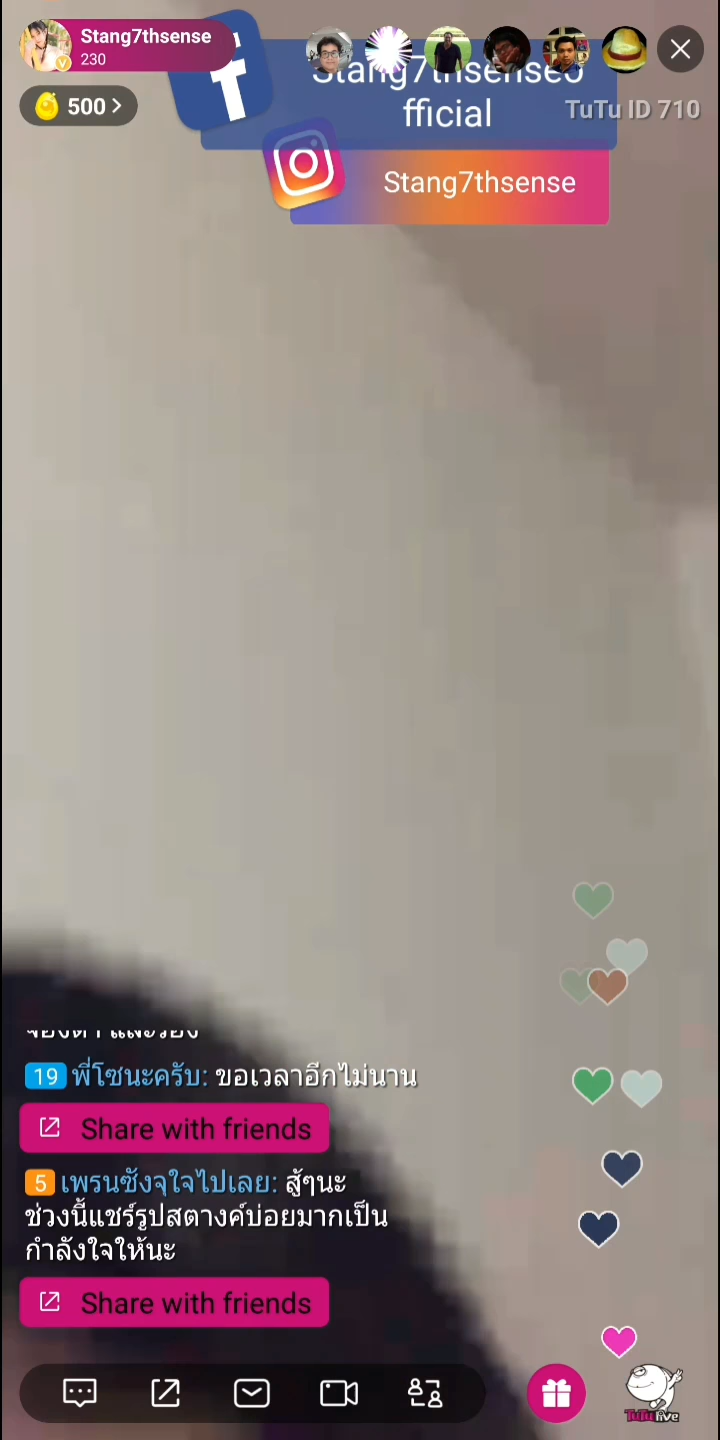 Stang7thsense
230
500
Stang7thsenseo
fficial
TuTu ID 710
Stang7thsense
19 พี่โซนะครับ: ขอเวลาอีกไม่นาน
Share with friends
5 เพรนซังจุใจไปเลย: สู้ๆนะ
ช่วงนี้แชร์รูปสตางค์บ่อยมากเป็น
กำลังใจให้นะ
Share with friends
TuTu live